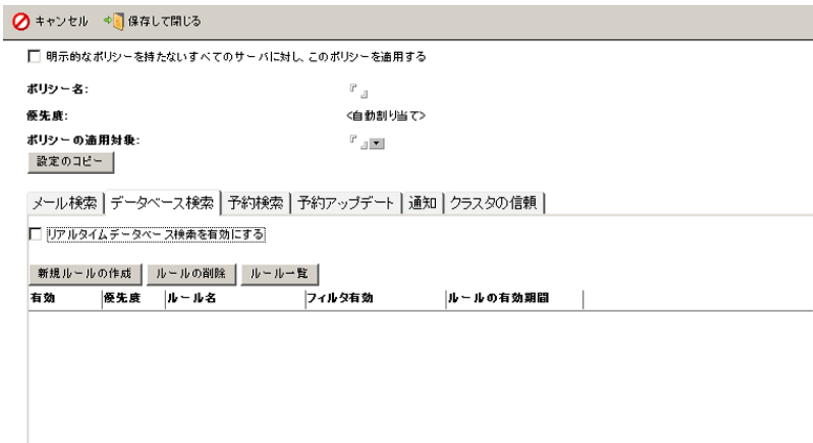 キャンセル 保存して閉じる
明示的なポリシーを持たないすべてのサーバに対し、このポリシーを適用する
ポリシー名: 『 』
優先度: <自動割り当て>
ポリシーの適用対象: 『 』
設定のコピー
メール検索 データベース検索 予約検索 予約アップデート 通知 クラスタの信頼
リアルタイムデータベース検索を有効にする
新規ルールの作成 ルールの削除 ルール一覧
有効 優先度 ルール名 フィルタ有効 ルールの有効期間